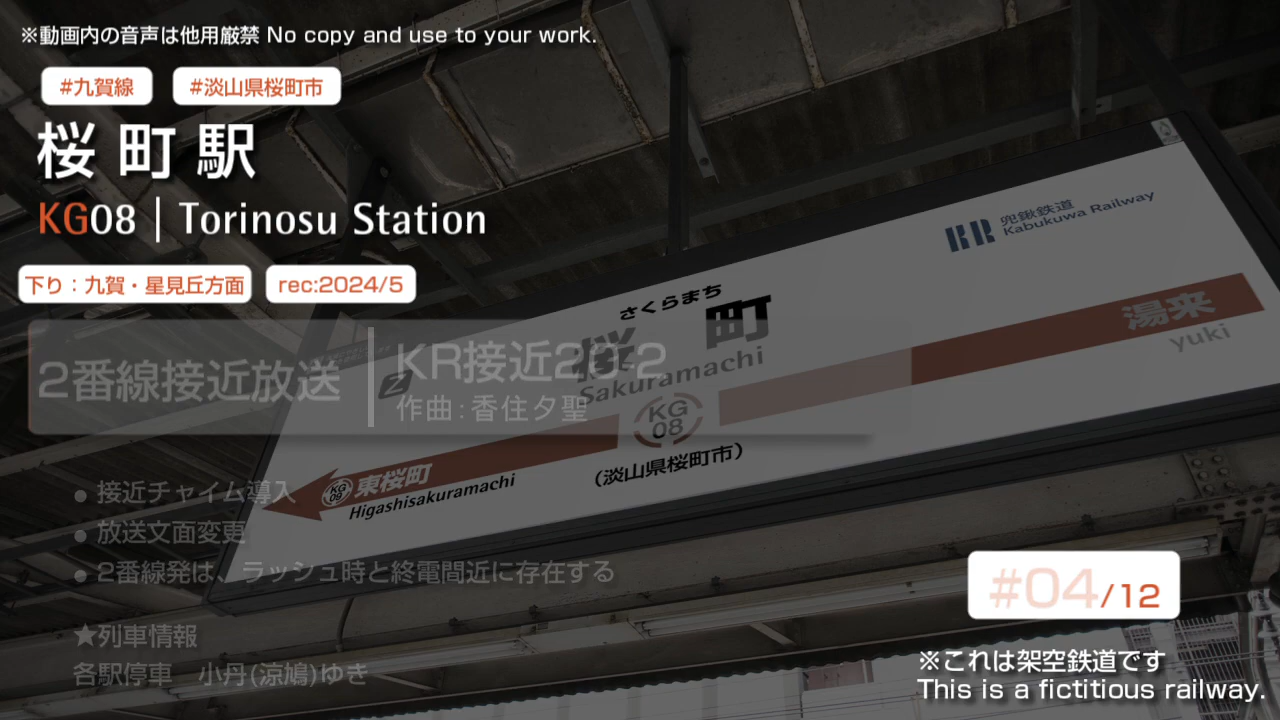 ※動画内の音声は他用厳禁 No copy and use to your work.
#九賀線 #淡山県桜町市
桜町駅
KG08 | Torinosu Station
下り：九賀・星見丘方面 rec:2024/5
2番線接近放送
KR接近20-2
作曲:香住夕聖
● 接近チャイム導入
● 放送文面変更
● 2番線発は、ラッシュ時と終電間近に存在する
★列車情報
各駅停車 小丹(涼鳩)ゆき
兜鍬鉄道
Kabukuwa Railway
さくらまち
桜町
Sakuramachi
湯来
yuki
KG
08
KG
09
東桜町
Higashisakuramachi
（淡山県桜町市）
#04/12
※これは架空鉄道です
This is a fictitious railway.